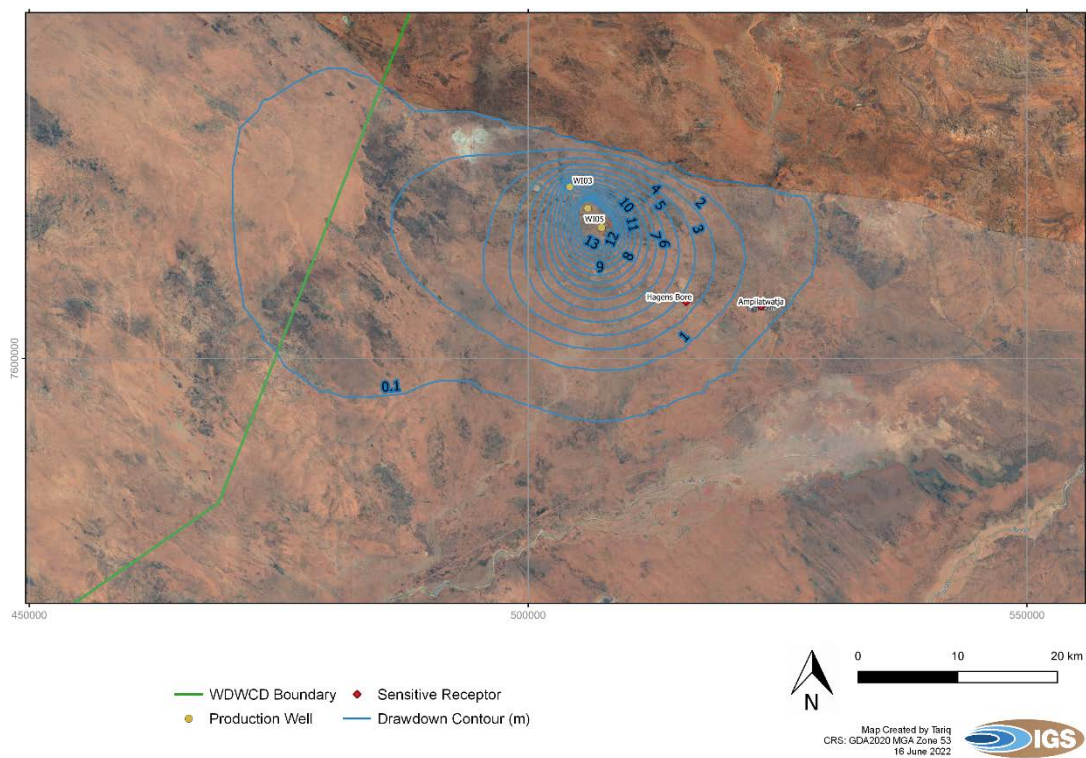 WI03
WI05
4
5
2
10
11
3
7
6
12
13
8
9
Hagens Bore
Ampilatwatja
1
0.1
7600000
450000
500000
550000
WDWCD Boundary
Sensitive Receptor
Production Well
Drawdown Contour (m)
N
0 10 20 km
Map Created by Tariq
CRS: GDA2020 MGA Zone 53
16 June 2022
IGS